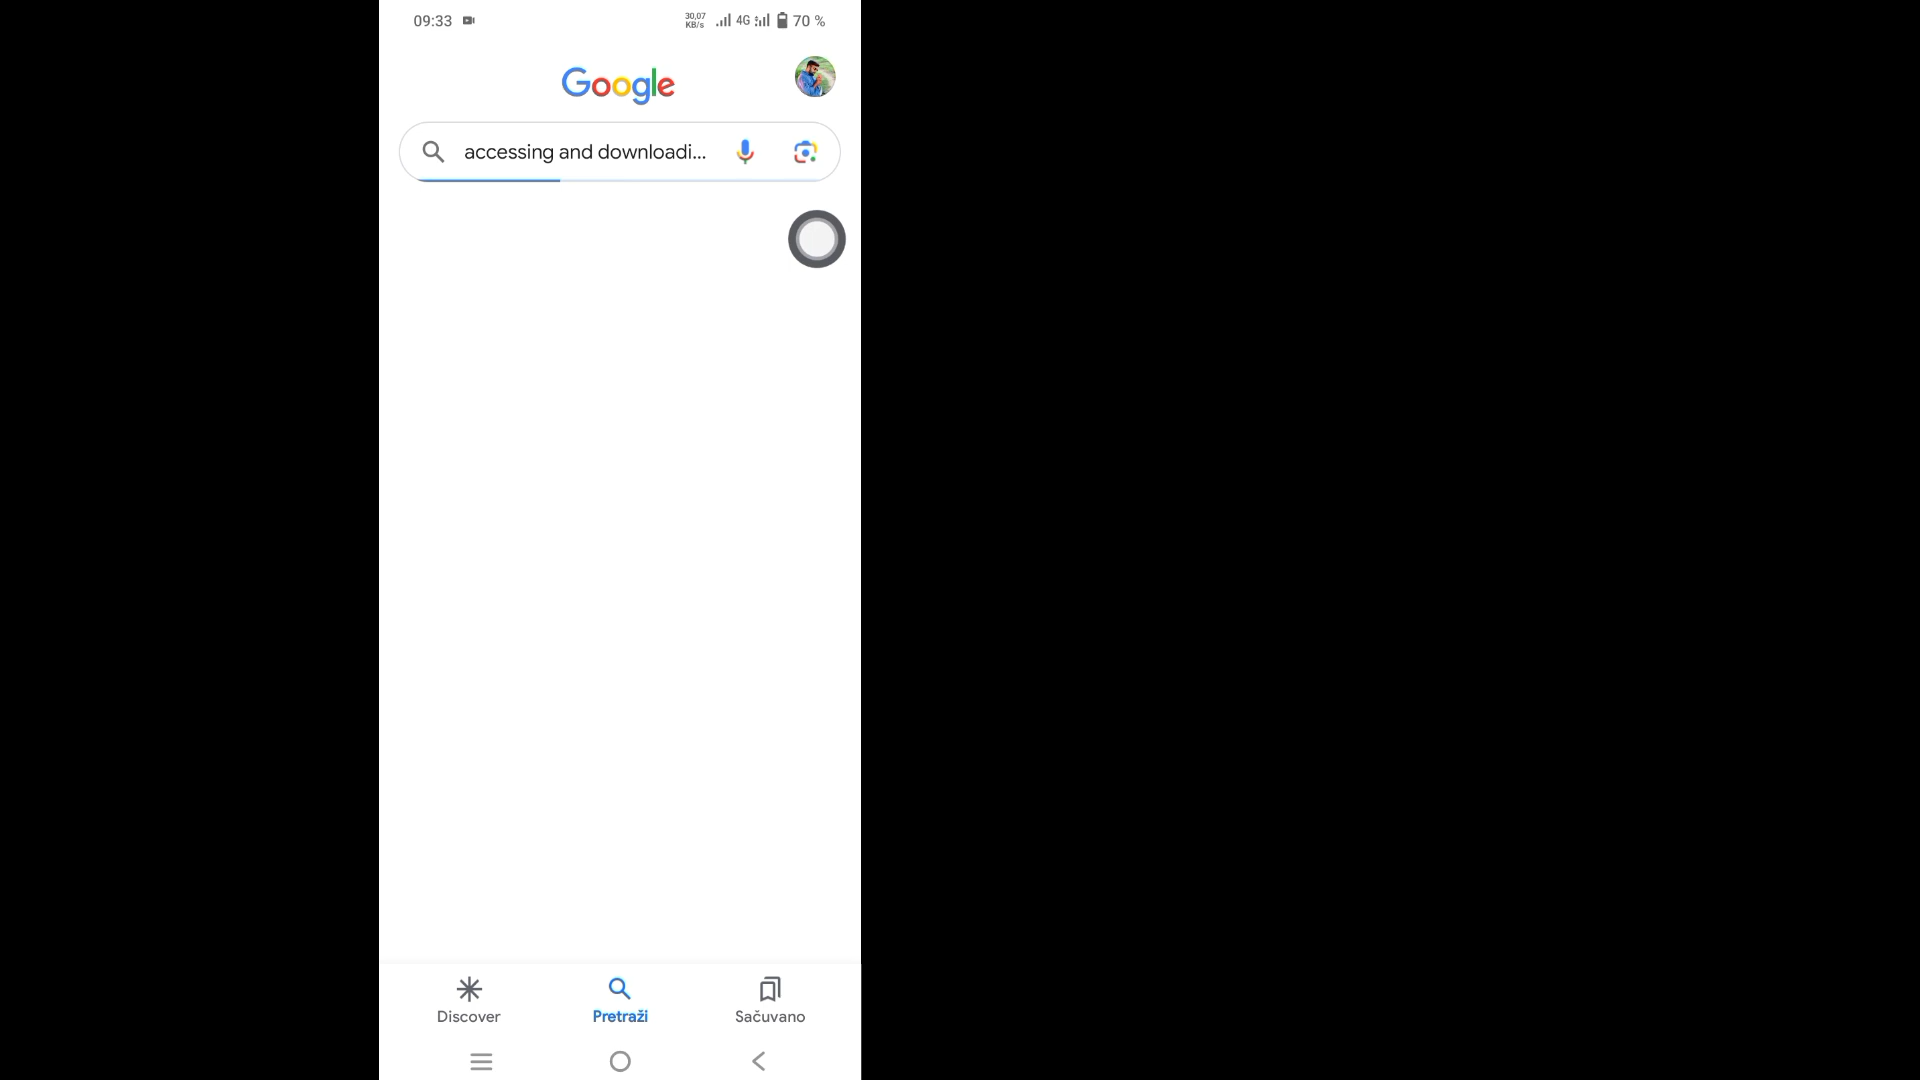 09:33
30,07 KB/s 4G 70 %
Google
accessing and downloadi...
Discover
Pretraži
Sačuvano